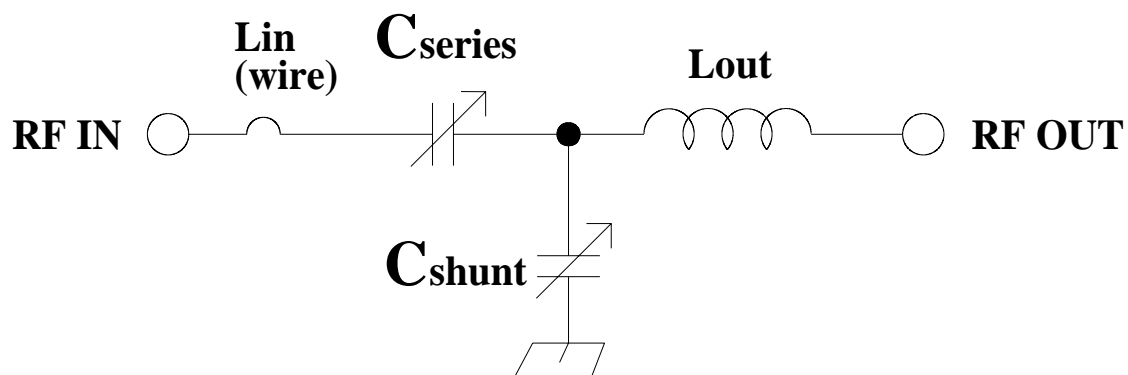 Lin
(wire)
Cseries
Lout
RF IN
RF OUT
Cshunt